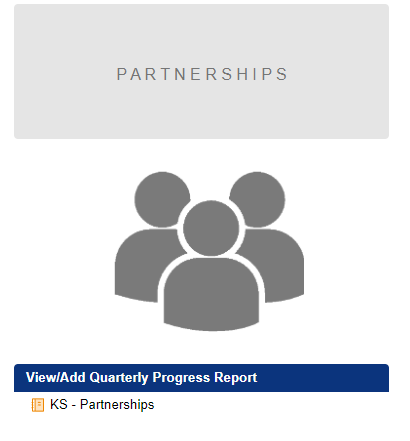 PARTNERSHIPS
View/Add Quarterly Progress Report
KS - Partnerships